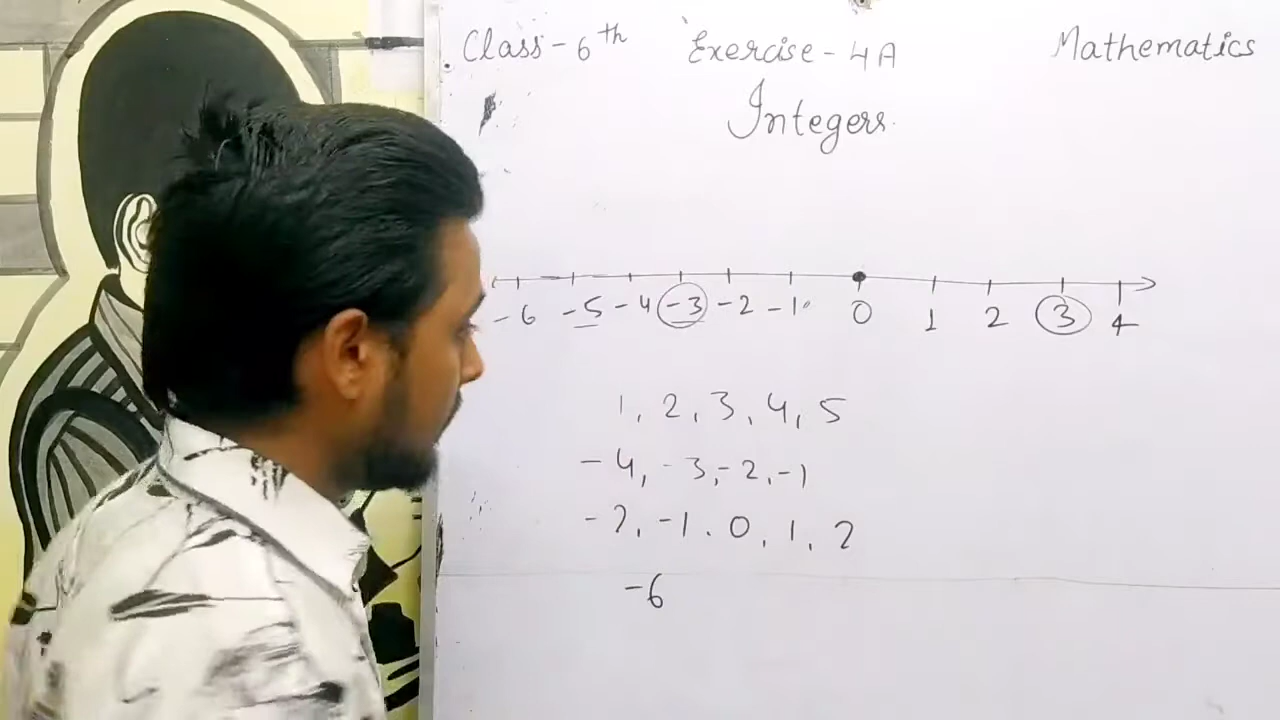 Class - 6th Exercise - 4A Mathematics
Integers
-6 -5 -4 -3 -2 -1 0 1 2 3 4
1, 2, 3, 4, 5
-4, -3, -2, -1
-2, -1, 0, 1, 2
-6